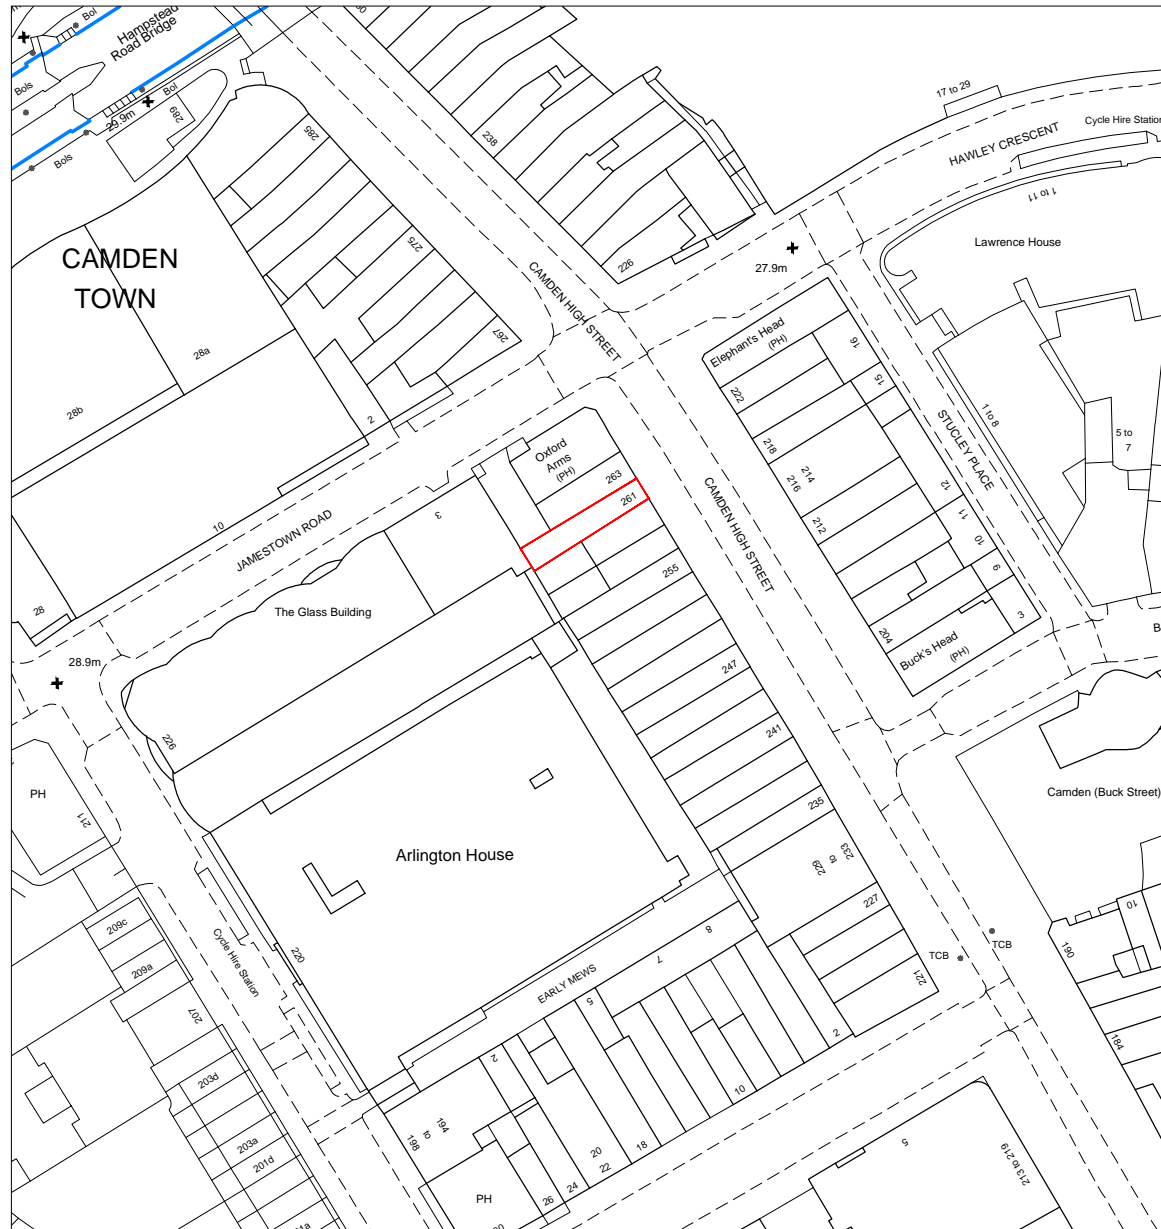 Bol
Hampstead
Road Bridge
Bols
Bol
29.9m
289
Bols
285
238
275
267
226
17 to 29
HAWLEY CRESCENT
Cycle Hire Station
1 to 11
Lawrence House
27.9m
CAMDEN
TOWN
CAMDEN HIGH STREET
28a
28b
2
Elephant's Head
(PH)
16
15
222
218
214
216
212
STUCLEY PLACE
1 to 8
5 to
7
12
11
10
9
3
204
Buck's Head
(PH)
Oxford
Arms
(PH)
263
261
CAMDEN HIGH STREET
10
JAMESTOWN ROAD
3
255
28
The Glass Building
28.9m
247
241
226
PH
211
235
233
to
229
Camden (Buck Street)
Arlington House
227
209c
209a
207
Cycle Hire Station
220
8
7
EARLY MEWS
5
TCB
TCB
221
190
10
184
2
2
203d
203a
201d
194
to
198
PH
20
22
18
24
26
10
5
213 to 219